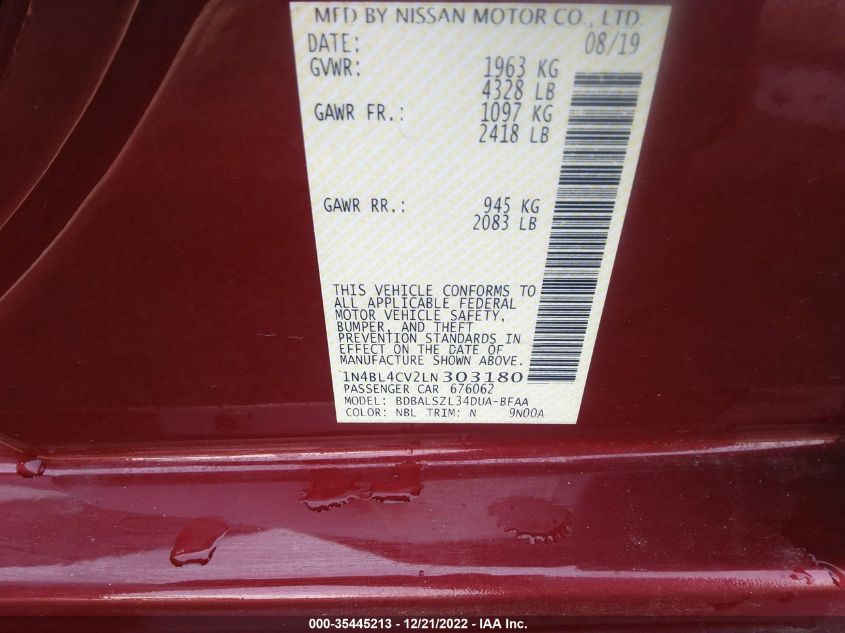 MFD BY NISSAN MOTOR CO., LTD.
DATE: 08/19
GVWR: 1963 KG
4328 LB
GAWR FR.: 1097 KG
2418 LB
GAWR RR.: 945 KG
2083 LB
THIS VEHICLE CONFORMS TO
ALL APPLICABLE FEDERAL
MOTOR VEHICLE SAFETY,
BUMPER, AND THEFT
PREVENTION STANDARDS IN
EFFECT ON THE DATE OF
MANUFACTURE SHOWN ABOVE.
1N4BL4CV2LN303180
PASSENGER CAR 676062
MODEL: BDBALSZL34DUA-BFAA
COLOR: NBL TRIM: N 9N00A
000-35445213 - 12/21/2022 - IAA Inc.